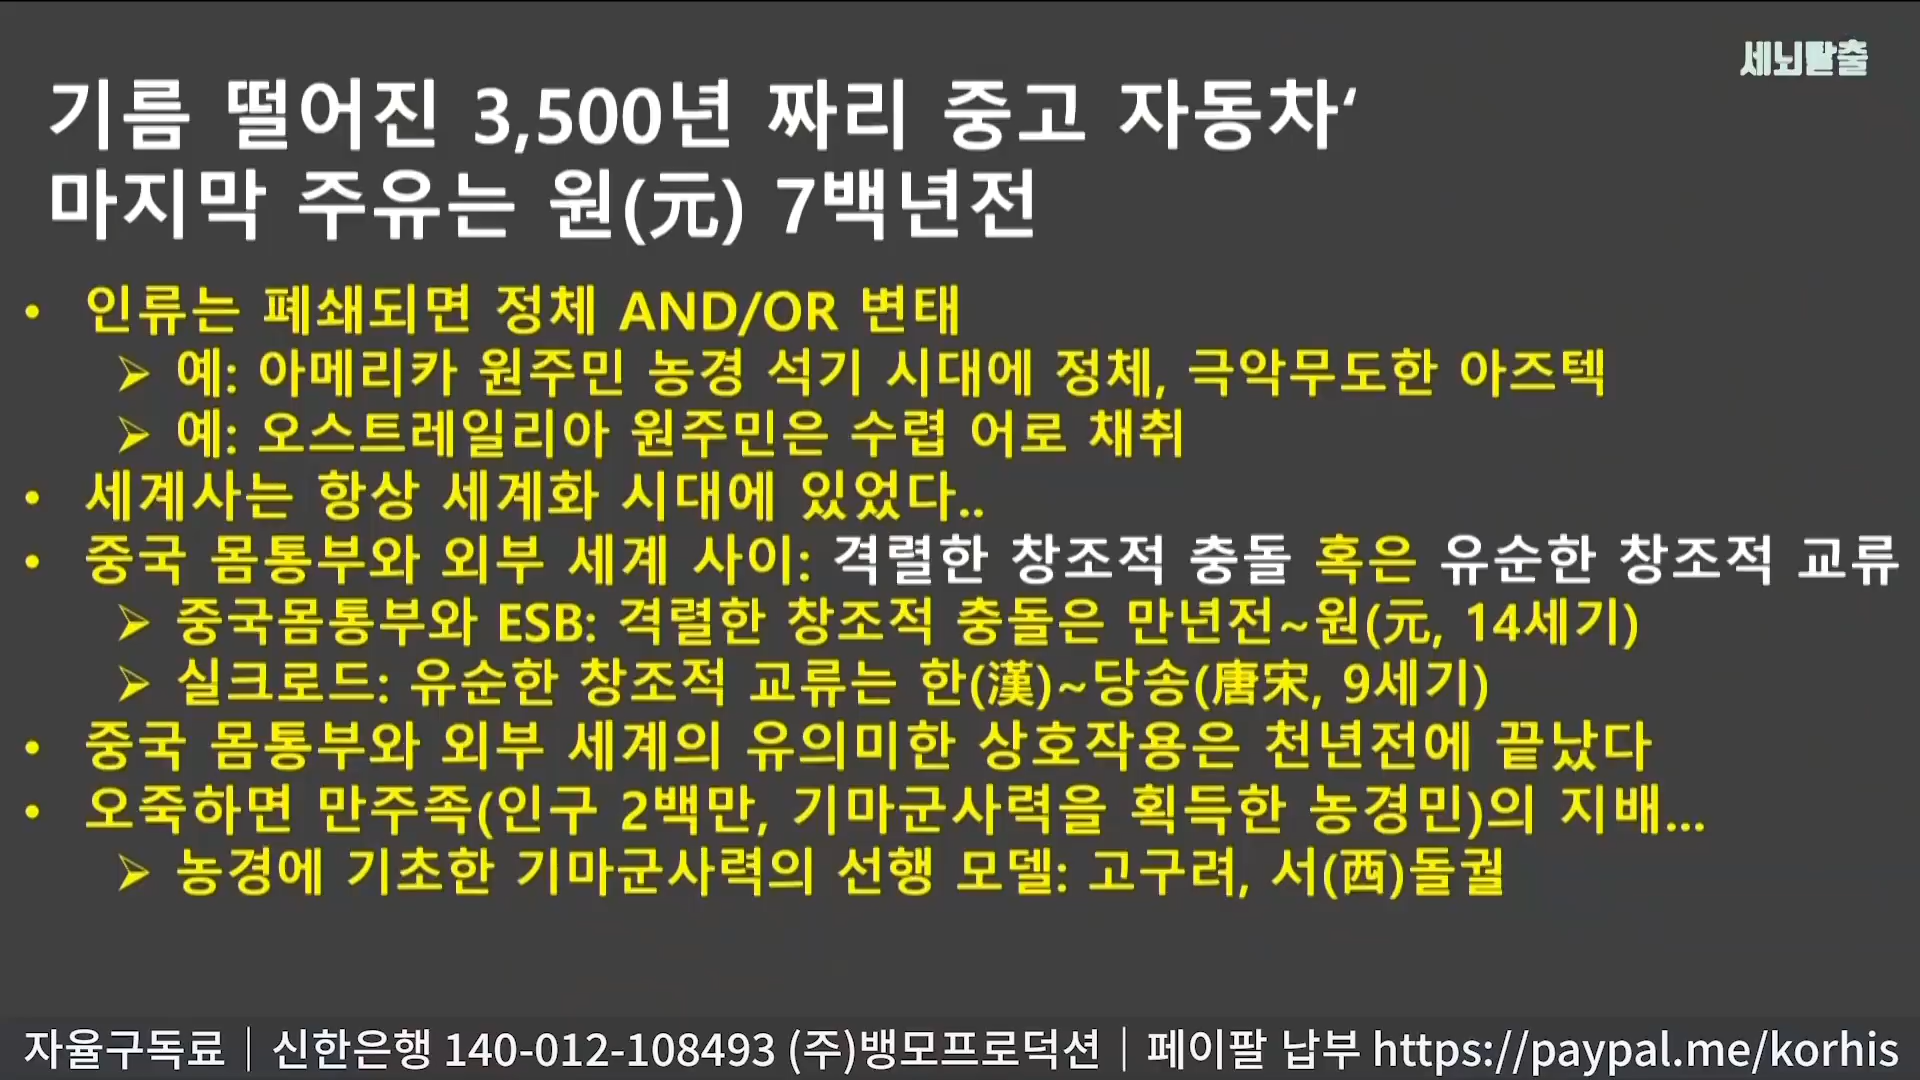 세뇌탈출
기름 떨어진 3,500년 짜리 중고 자동차‘
마지막 주유는 원(元) 7백년전
• 인류는 폐쇄되면 정체 AND/OR 변태
➢ 예: 아메리카 원주민 농경 석기 시대에 정체, 극악무도한 아즈텍
➢ 예: 오스트레일리아 원주민은 수렵 어로 채취
• 세계사는 항상 세계화 시대에 있었다..
• 중국 몸통부와 외부 세계 사이: 격렬한 창조적 충돌 혹은 유순한 창조적 교류
➢ 중국몸통부와 ESB: 격렬한 창조적 충돌은 만년전~원(元, 14세기)
➢ 실크로드: 유순한 창조적 교류는 한(漢)~당송(唐宋, 9세기)
• 중국 몸통부와 외부 세계의 유의미한 상호작용은 천년전에 끝났다
• 오죽하면 만주족(인구 2백만, 기마군사력을 획득한 농경민)의 지배...
➢ 농경에 기초한 기마군사력의 선행 모델: 고구려, 서(西)돌궐
자율구독료｜신한은행 140-012-108493 (주)뱅모프로덕션｜페이팔 납부 https://paypal.me/korhis